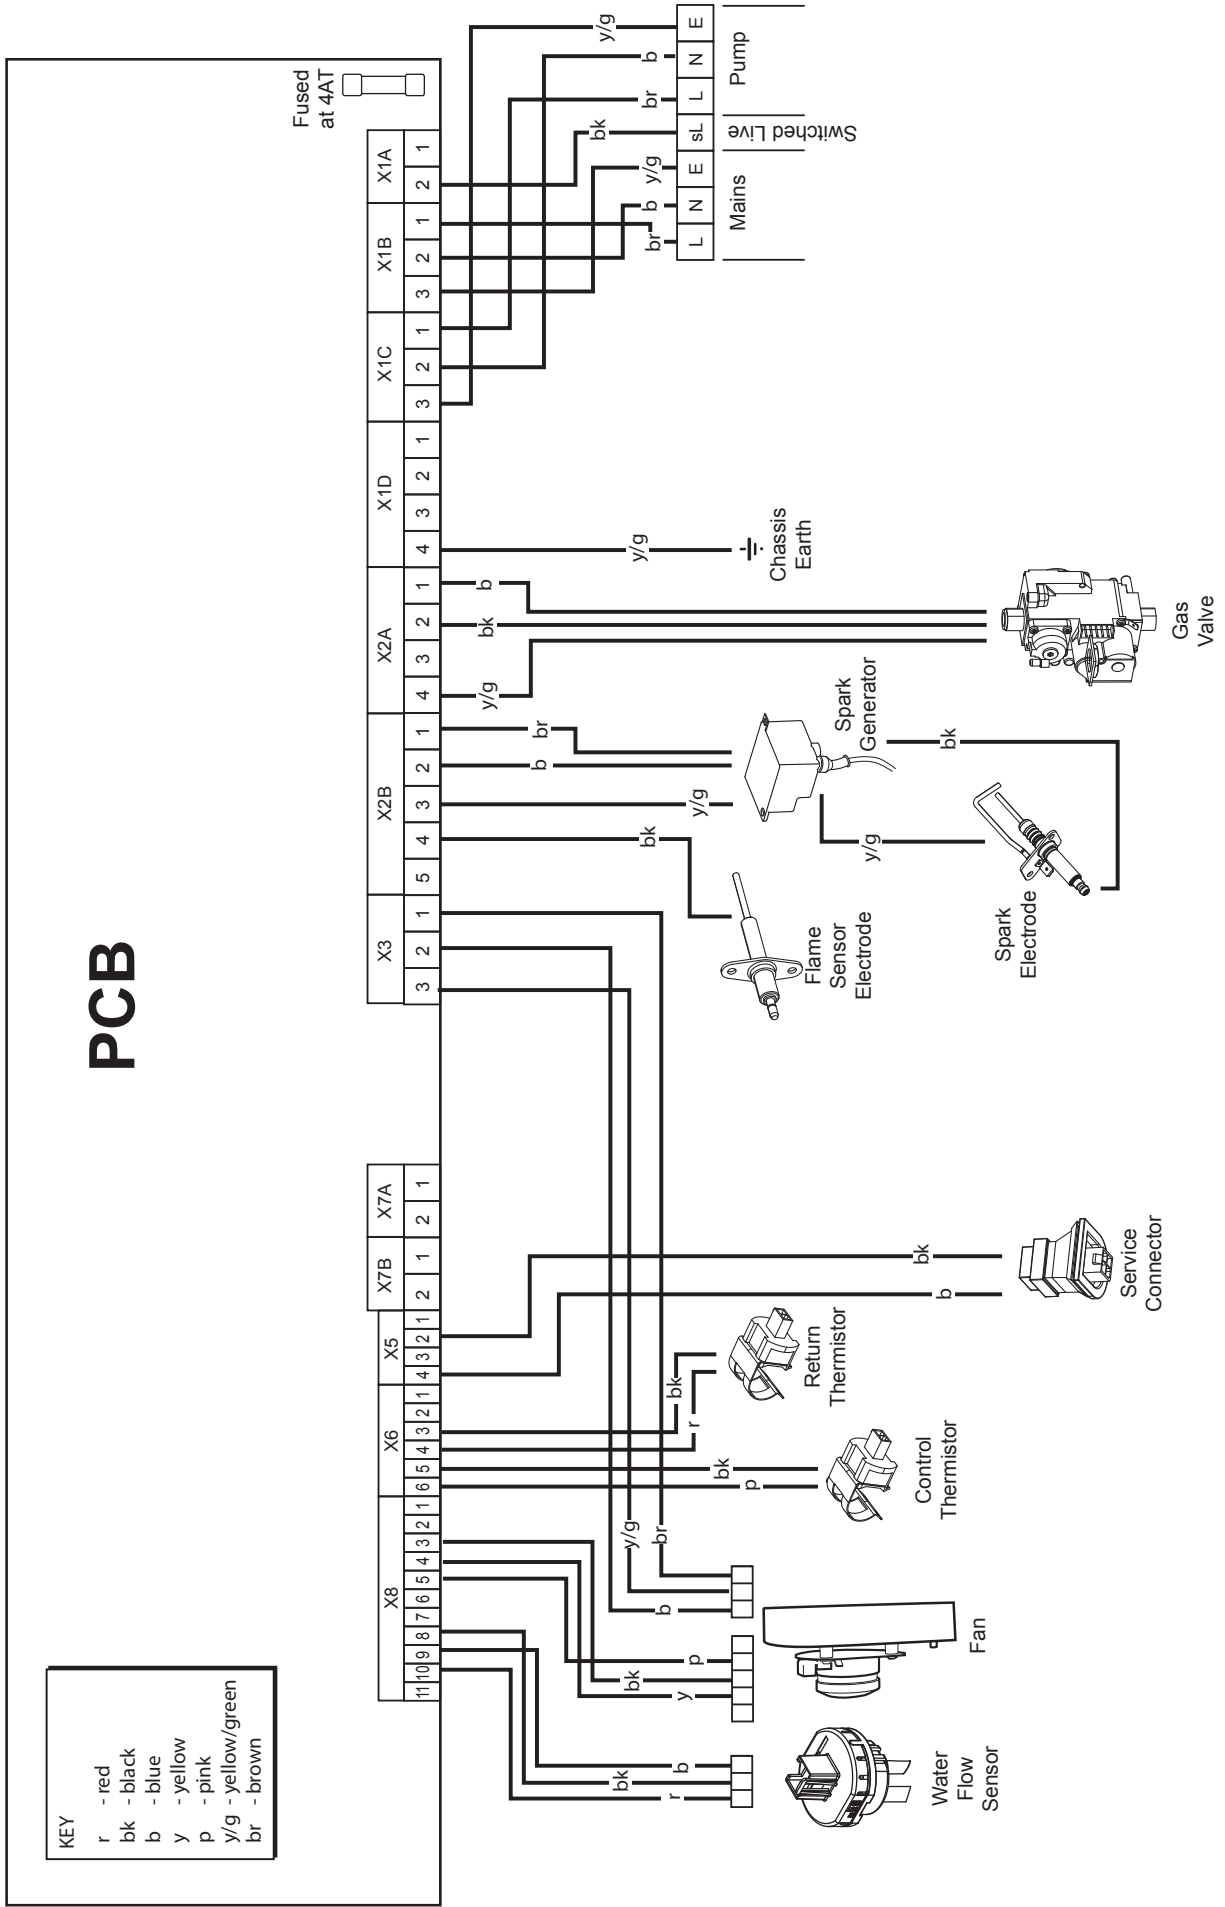 PCB
KEY
r - red
bk - black
b - blue
y - yellow
p - pink
y/g - yellow/green
br - brown
Fused
at 4AT
X8
X6
X5
X7B
X7A
X3
X2B
X2A
X1D
X1C
X1B
X1A
11 10 9 8 7 6 5 4 3 2 1
6 5 4 3 2 1
4 3 2 1
2 1
2 1
3 2 1
5 4 3 2 1
4 3 2 1
4 3 2 1
3 2 1
3 2 1
2 1
r
bk
b
y
bk
p
b
y/g
br
p
bk
r
bk
b
bk
bk
y/g
b
br
y/g
bk
y/g
bk
b
y/g
br
b
y/g
bk
br
b
y/g
L N E sL L N E
Mains
Switched Live
Pump
Water
Flow
Sensor
Fan
Control
Thermistor
Return
Thermistor
Service
Connector
Flame
Sensor
Electrode
Spark
Electrode
Spark
Generator
Gas
Valve
Chassis
Earth